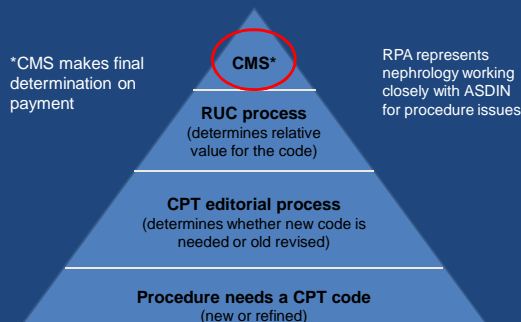 *CMS makes final
determination on
payment
CMS*
RPA represents
nephrology working
closely with ASDIN
for procedure issues
RUC process
(determines relative
value for the code)
CPT editorial process
(determines whether new code is
needed or old revised)
Procedure needs a CPT code
(new or refined)